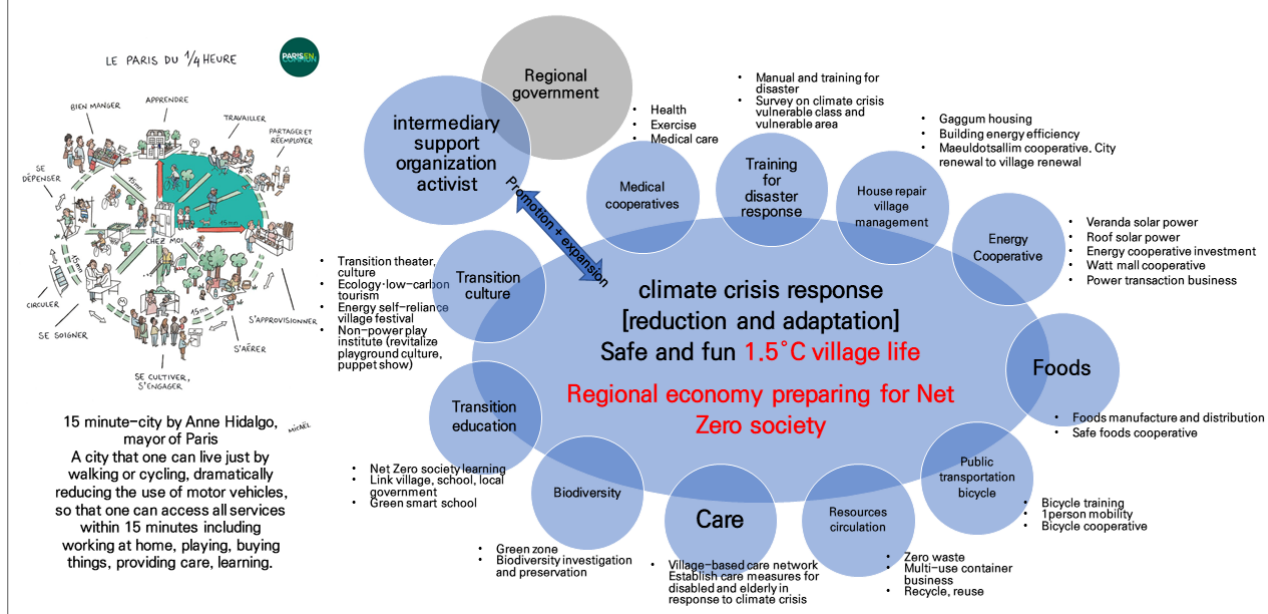 LE PARIS DU 1/4 HEURE
PARIS EN
COMMUN
BIEN MANGER
APPRENDRE
TRAVAILLER
PARTAGER ET
RÉEMPLOYER
SE
DÉPENSER
15mn
15mn
CHEZ MOI
15mn
15mn
CIRCULER
SE SOIGNER
S'APPROVISIONNER
S'AÉRER
SE CULTIVER,
S'ENGAGER
MICAËL
15 minute-city by Anne Hidalgo,
mayor of Paris
A city that one can live just by
walking or cycling, dramatically
reducing the use of motor vehicles,
so that one can access all services
within 15 minutes including
working at home, playing, buying
things, providing care, learning.
Regional
government
intermediary
support
organization
activist
Promotion + expansion
• Health
• Exercise
• Medical care
Medical
cooperatives
• Manual and training for
disaster
• Survey on climate crisis
vulnerable class and
vulnerable area
Training
for
disaster
response
• Gaggum housing
• Building energy efficiency
• Maeuldotsallim cooperative, City
renewal to village renewal
House repair
village
management
Energy
Cooperative
• Veranda solar power
• Roof solar power
• Energy cooperative investment
• Watt mall cooperative
• Power transaction business
Foods
• Foods manufacture and distribution
• Safe foods cooperative
Public
transportation
bicycle
• Bicycle training
• 1person mobility
• Bicycle cooperative
Resources
circulation
• Zero waste
• Multi-use container
business
• Recycle, reuse
Care
• Village-based care network
Establish care measures for
disabled and elderly in
response to climate crisis
Biodiversity
• Green zone
• Biodiversity investigation
and preservation
Transition
education
• Net Zero society learning
• Link village, school, local
government
• Green smart school
Transition
culture
• Transition theater,
culture
• Ecology·low-carbon
tourism
• Energy self-reliance
village festival
• Non-power play
institute (revitalize
playground culture,
puppet show)
climate crisis response
[reduction and adaptation]
Safe and fun 1.5˚C village life
Regional economy preparing for Net
Zero society